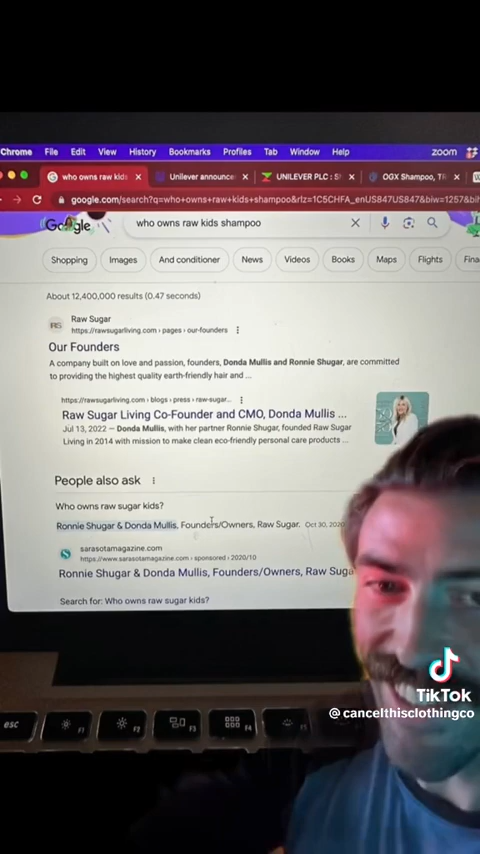 Chrome File Edit View History Bookmarks Profiles Tab Window Help zoom
who owns raw kids × Unilever announce × UNILEVER PLC : S × OGX Shampoo, ×
google.com/search?q=who+owns+raw+kids+shampoo&rlz=1C5CHFA_enUS847US847&biw=1257&bi
Google who owns raw kids shampoo
Shopping Images And conditioner News Videos Books Maps Flights Fina
About 12,400,000 results (0.47 seconds)
RS Raw Sugar
https://rawsugarliving.com › pages › our-founders
Our Founders
A company built on love and passion, founders, Donda Mullis and Ronnie Shugar, are committed
to providing the highest quality earth-friendly hair and ...
https://rawsugarliving.com › blogs › press › raw-sugar...
Raw Sugar Living Co-Founder and CMO, Donda Mullis ...
Jul 13, 2022 — Donda Mullis, with her partner Ronnie Shugar, founded Raw Sugar
Living in 2014 with mission to make clean eco-friendly personal care products ...
People also ask
Who owns raw sugar kids?
Ronnie Shugar & Donda Mullis, Founders/Owners, Raw Sugar. Oct 30, 2020
S sarasotamagazine.com
https://www.sarasotamagazine.com › sponsored › 2020/10
Ronnie Shugar & Donda Mullis, Founders/Owners, Raw Suga
Search for: Who owns raw sugar kids?
TikTok
@cancelthisclothingco
esc F1 F2 F3 F4 F5